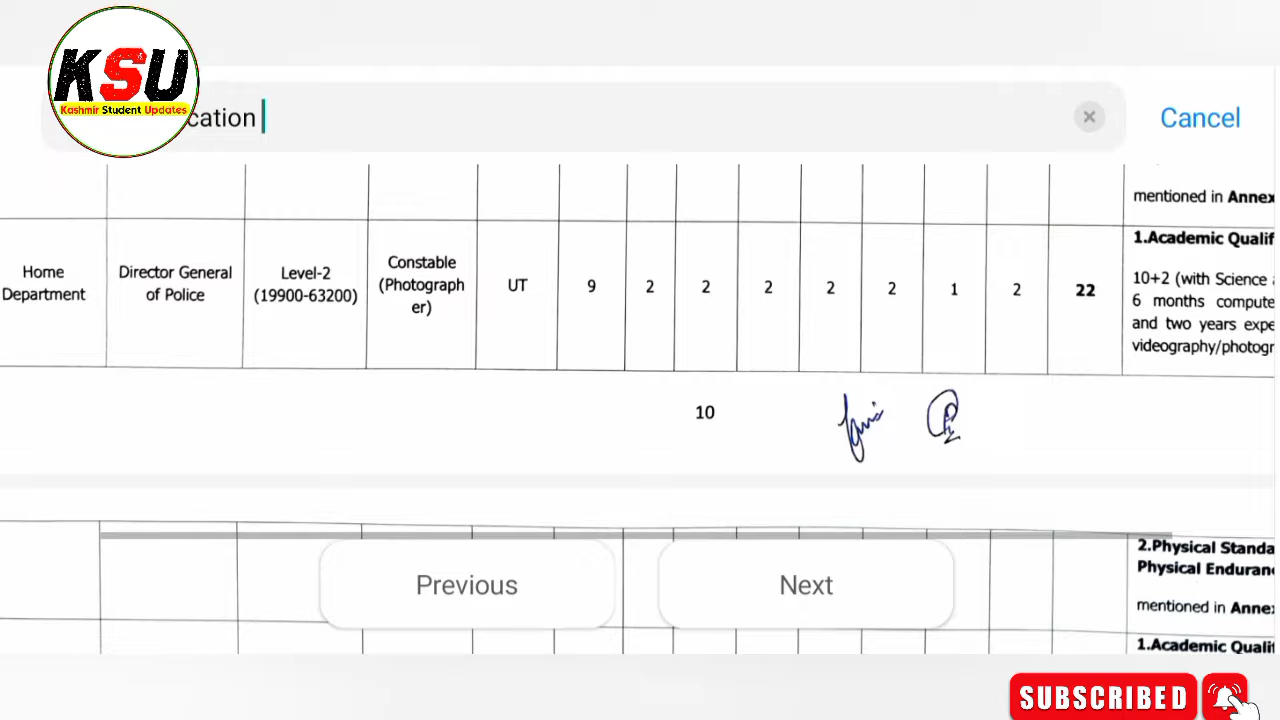 KSU
Kashmir Student Updates
cation
Cancel
mentioned in Annex
Home
Department
Director General
of Police
Level-2
(19900-63200)
Constable
(Photograph
er)
UT
9
2
2
2
2
2
1
2
22
1.Academic Qualif
10+2 (with Science
6 months compute
and two years expe
videography/photogr
10
2.Physical Standa
Physical Enduran
mentioned in Annex
1.Academic Qualif
Previous
Next
SUBSCRIBED